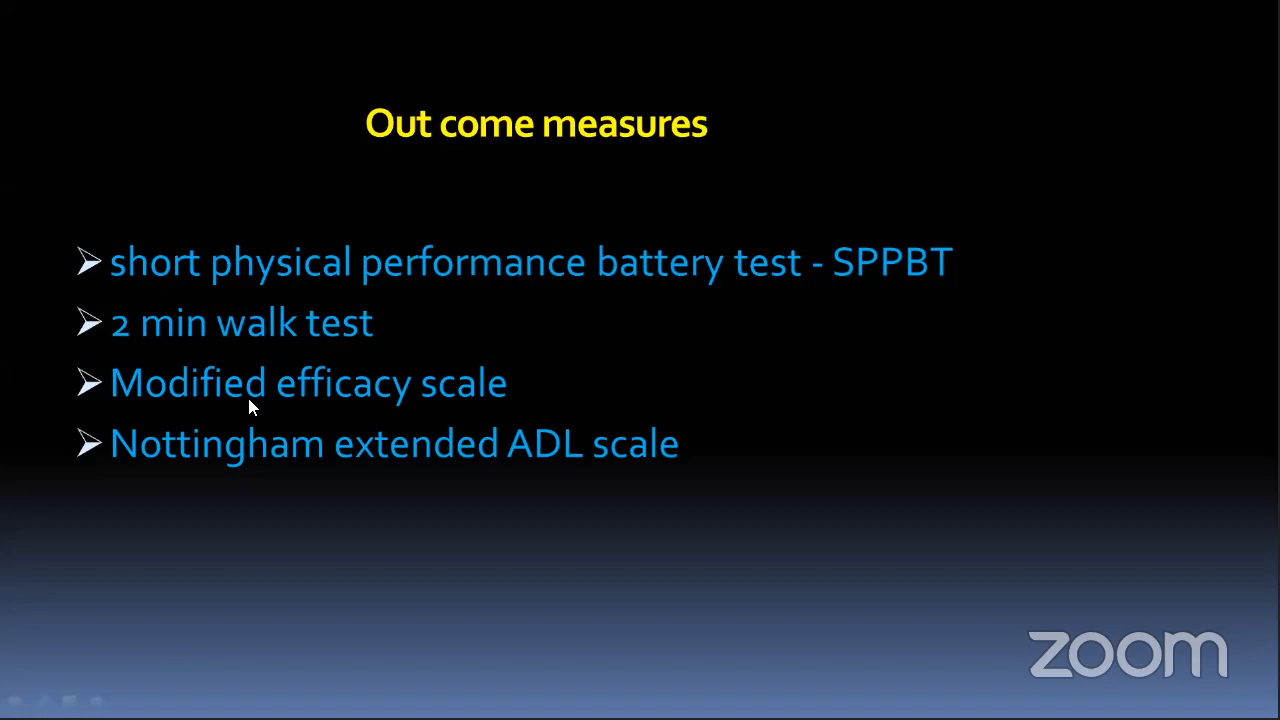 Out come measures
short physical performance battery test - SPPBT
2 min walk test
Modified efficacy scale
Nottingham extended ADL scale
zoom